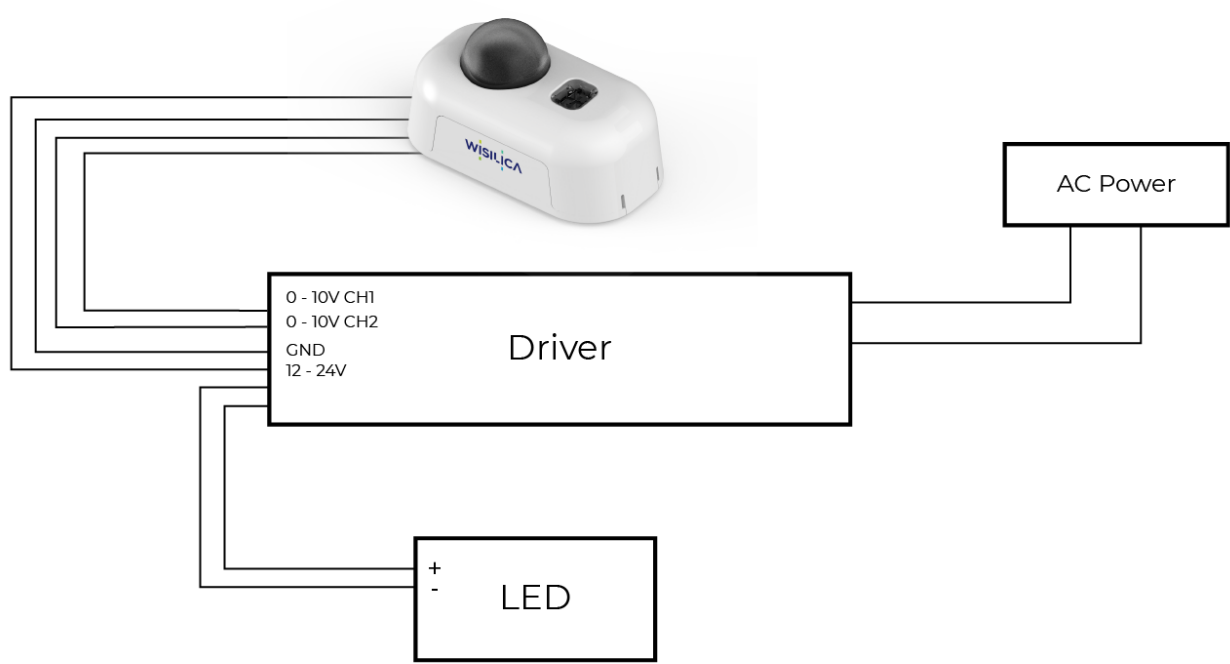 WISILICA
AC Power
0 - 10V CH1
0 - 10V CH2
GND
12 - 24V
Driver
+
-
LED